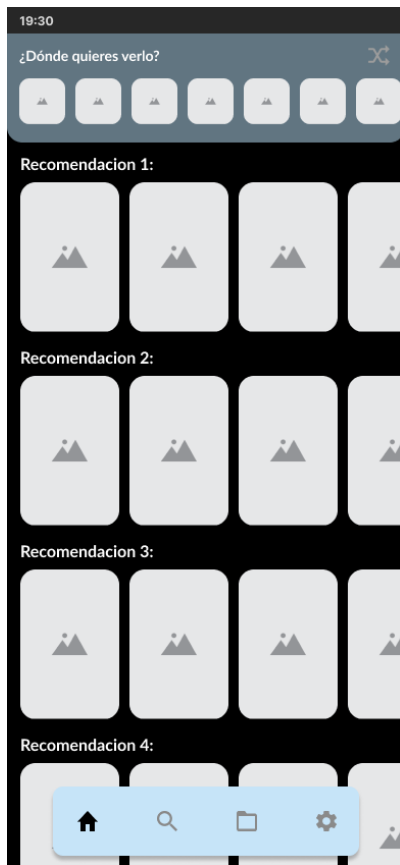 19:30
¿Dónde quieres verlo?
Recomendacion 1:
Recomendacion 2:
Recomendacion 3:
Recomendacion 4: